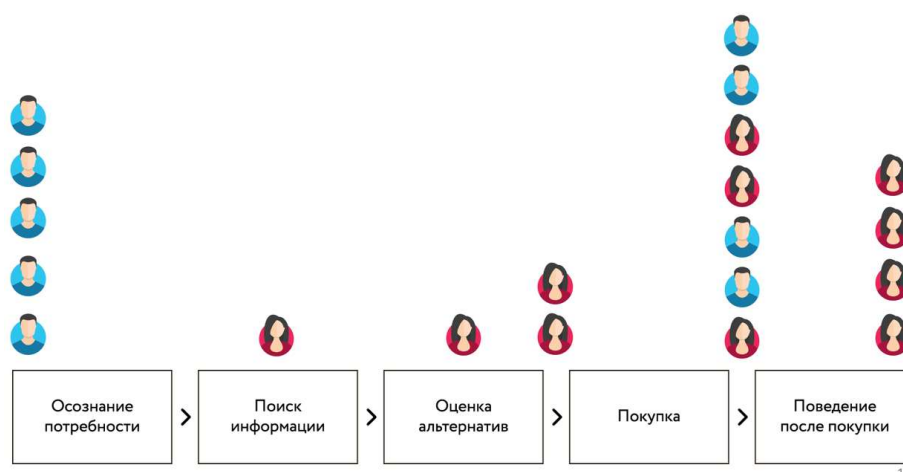 Осознание
потребности
Поиск
информации
Оценка
альтернатив
Покупка
Поведение
после покупки